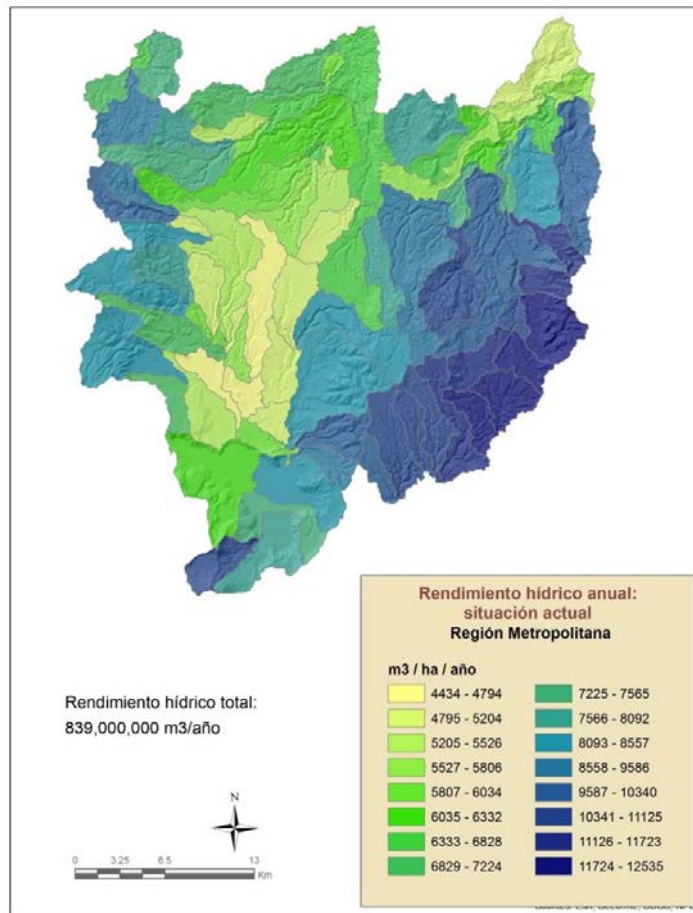 Rendimiento hídrico anual:
situación actual
Región Metropolitana
m3 / ha / año
4434 - 4794
4795 - 5204
5205 - 5526
5527 - 5806
5807 - 6034
6035 - 6332
6333 - 6828
6829 - 7224
7225 - 7565
7566 - 8092
8093 - 8557
8558 - 9586
9587 - 10340
10341 - 11125
11126 - 11723
11724 - 12535
Rendimiento hídrico total:
839,000,000 m3/año
N
0 3.25 6.5 13
Km